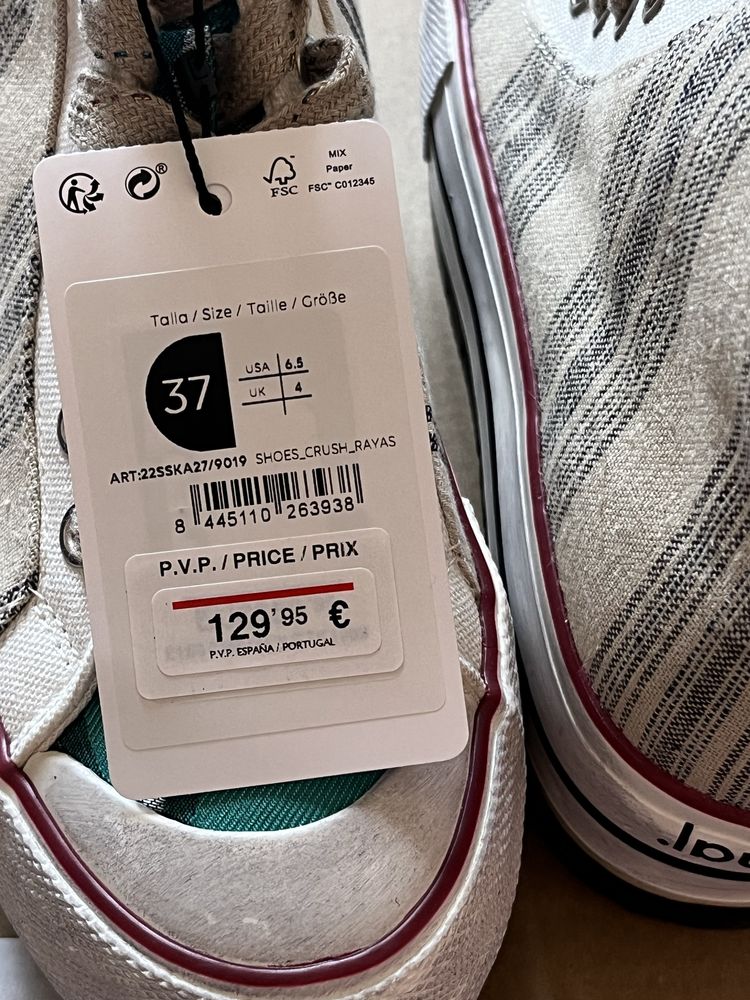 ®
MIX
Paper
FSC™ C012345
FSC
Talla / Size / Taille / Größe
37
USA 6.5
UK 4
ART:22SSKA27/9019 SHOES_CRUSH_RAYAS
8 445110 263938
P.V.P. / PRICE / PRIX
129'95 €
P.V.P. ESPAÑA / PORTUGAL